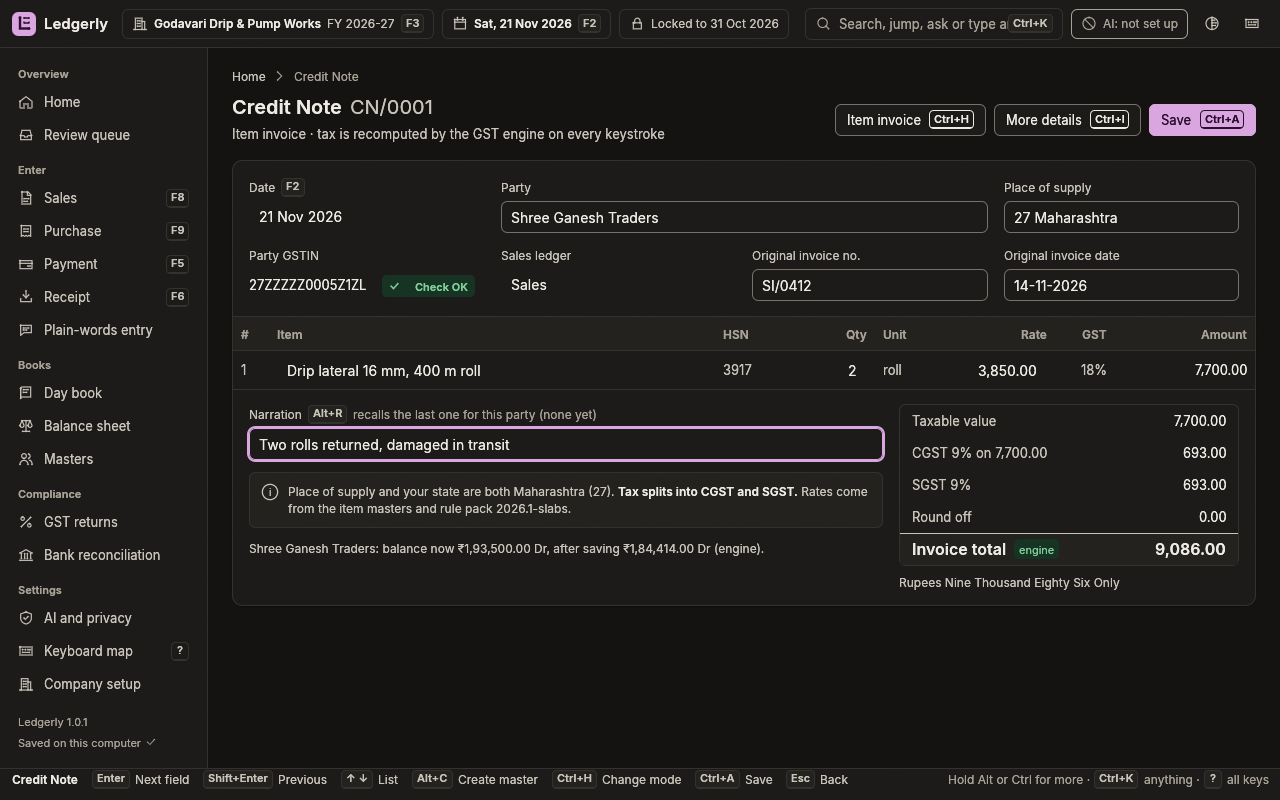 Ledgerly
Godavari Drip & Pump Works FY 2026-27 F3
Sat, 21 Nov 2026 F2
Locked to 31 Oct 2026
Search, jump, ask or type a Ctrl+K
AI: not set up
Overview
Home
Review queue
Enter
Sales F8
Purchase F9
Payment F5
Receipt F6
Plain-words entry
Books
Day book
Balance sheet
Masters
Compliance
GST returns
Bank reconciliation
Settings
AI and privacy
Keyboard map ?
Company setup
Ledgerly 1.0.1
Saved on this computer
Home > Credit Note
Credit Note CN/0001
Item invoice · tax is recomputed by the GST engine on every keystroke
Item invoice Ctrl+H
More details Ctrl+I
Save Ctrl+A
Date F2
21 Nov 2026
Party
Shree Ganesh Traders
Place of supply
27 Maharashtra
Party GSTIN
27ZZZZZ0005Z1ZL Check OK
Sales ledger
Sales
Original invoice no.
SI/0412
Original invoice date
14-11-2026
# Item HSN Qty Unit Rate GST Amount
1 Drip lateral 16 mm, 400 m roll 3917 2 roll 3,850.00 18% 7,700.00
Narration Alt+R recalls the last one for this party (none yet)
Two rolls returned, damaged in transit
Place of supply and your state are both Maharashtra (27). Tax splits into CGST and SGST. Rates come
from the item masters and rule pack 2026.1-slabs.
Shree Ganesh Traders: balance now ₹1,93,500.00 Dr, after saving ₹1,84,414.00 Dr (engine).
Taxable value 7,700.00
CGST 9% on 7,700.00 693.00
SGST 9% 693.00
Round off 0.00
Invoice total engine 9,086.00
Rupees Nine Thousand Eighty Six Only
Credit Note Enter Next field Shift+Enter Previous ↑ ↓ List Alt+C Create master Ctrl+H Change mode Ctrl+A Save Esc Back
Hold Alt or Ctrl for more · Ctrl+K anything · ? all keys